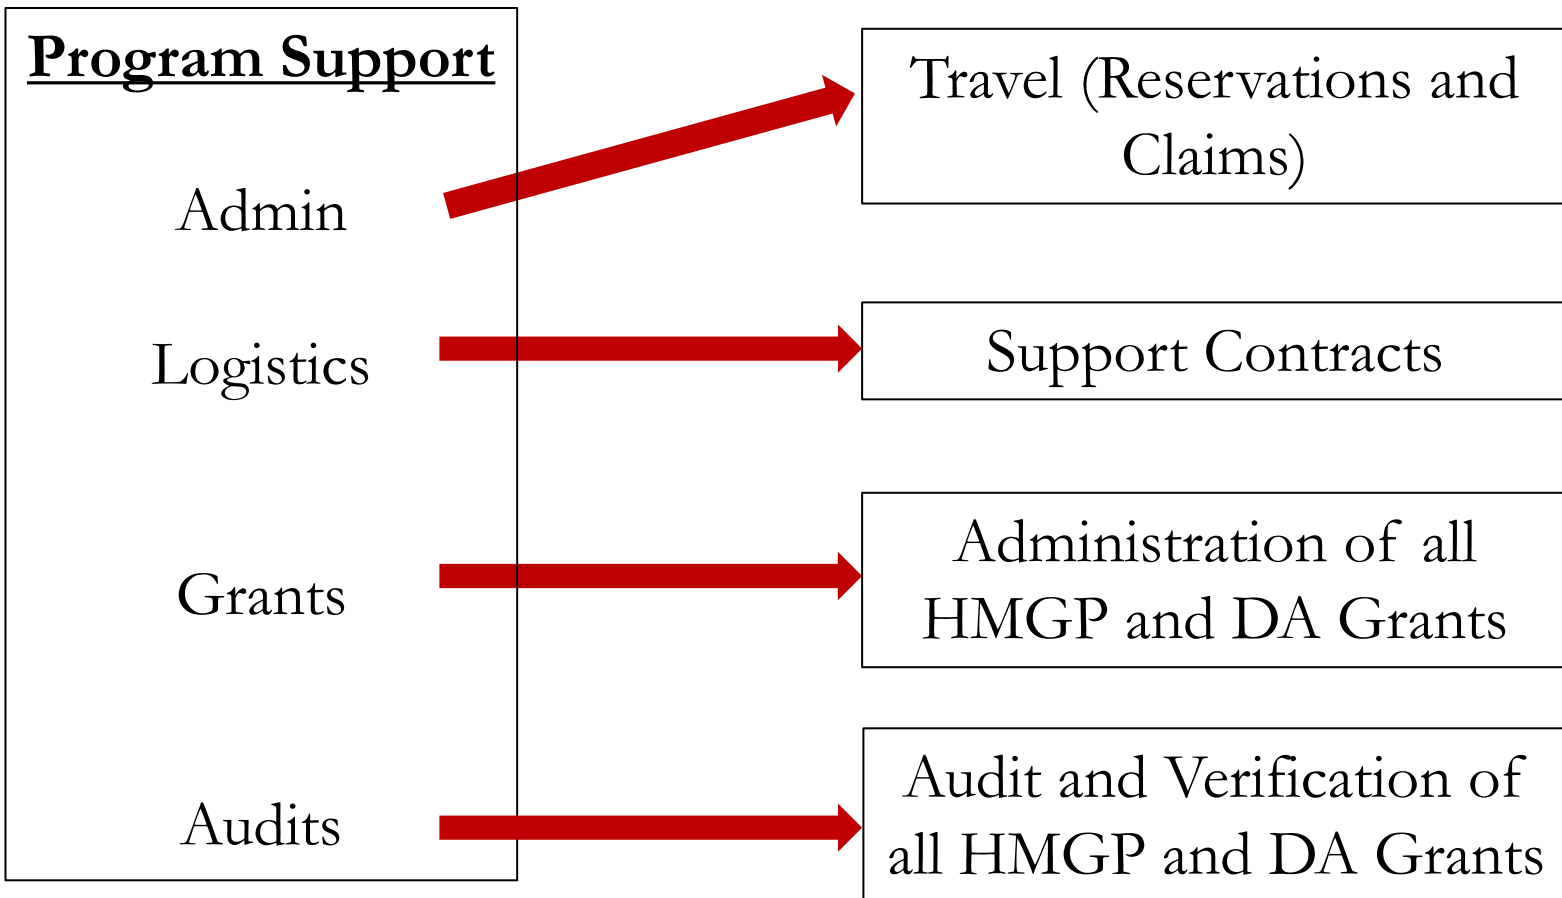 Program Support
Admin
Logistics
Grants
Audits
Travel (Reservations and
Claims)
Support Contracts
Administration of all
HMGP and DA Grants
Audit and Verification of
all HMGP and DA Grants